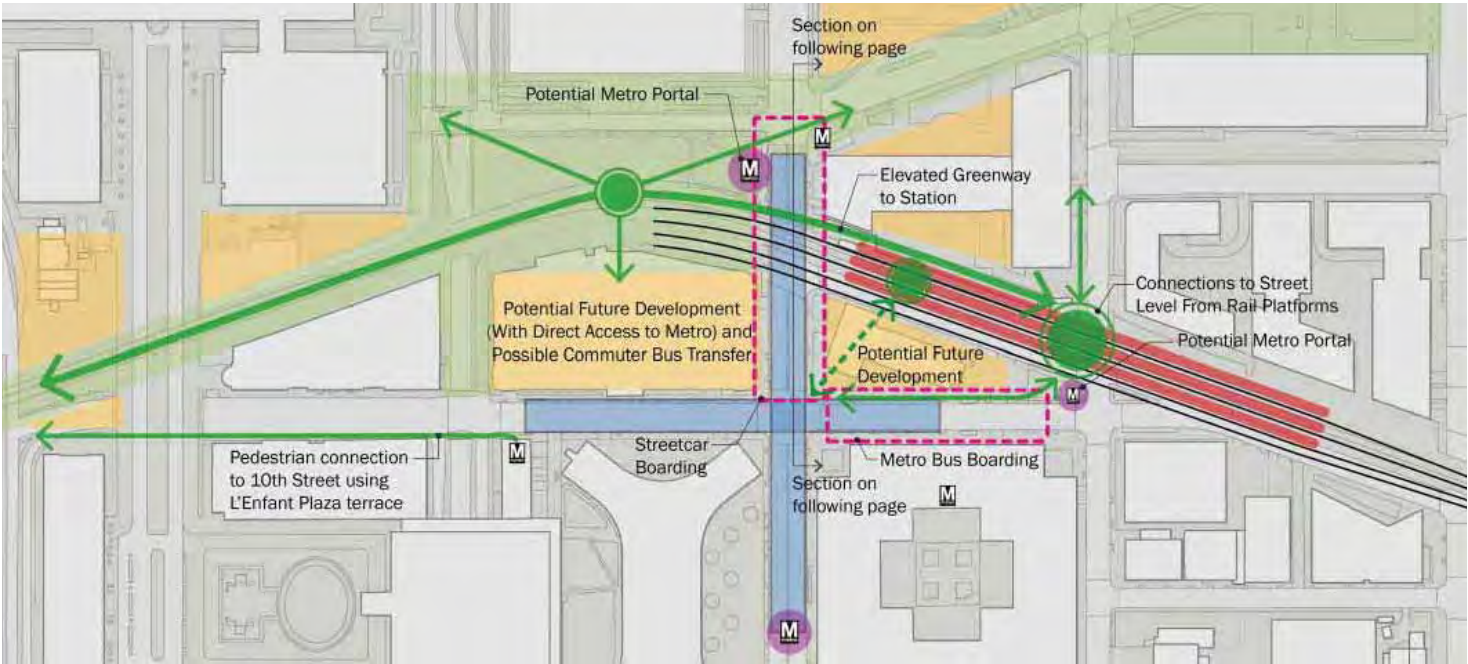 Section on
following page
Potential Metro Portal
M
M
Elevated Greenway
to Station
Connections to Street
Level From Rail Platforms
Potential Metro Portal
Potential Future Development
(With Direct Access to Metro) and
Possible Commuter Bus Transfer
Potential Future
Development
M
Streetcar
Boarding
Metro Bus Boarding
Pedestrian connection
to 10th Street using
L'Enfant Plaza terrace
M
Section on
following page
M
M